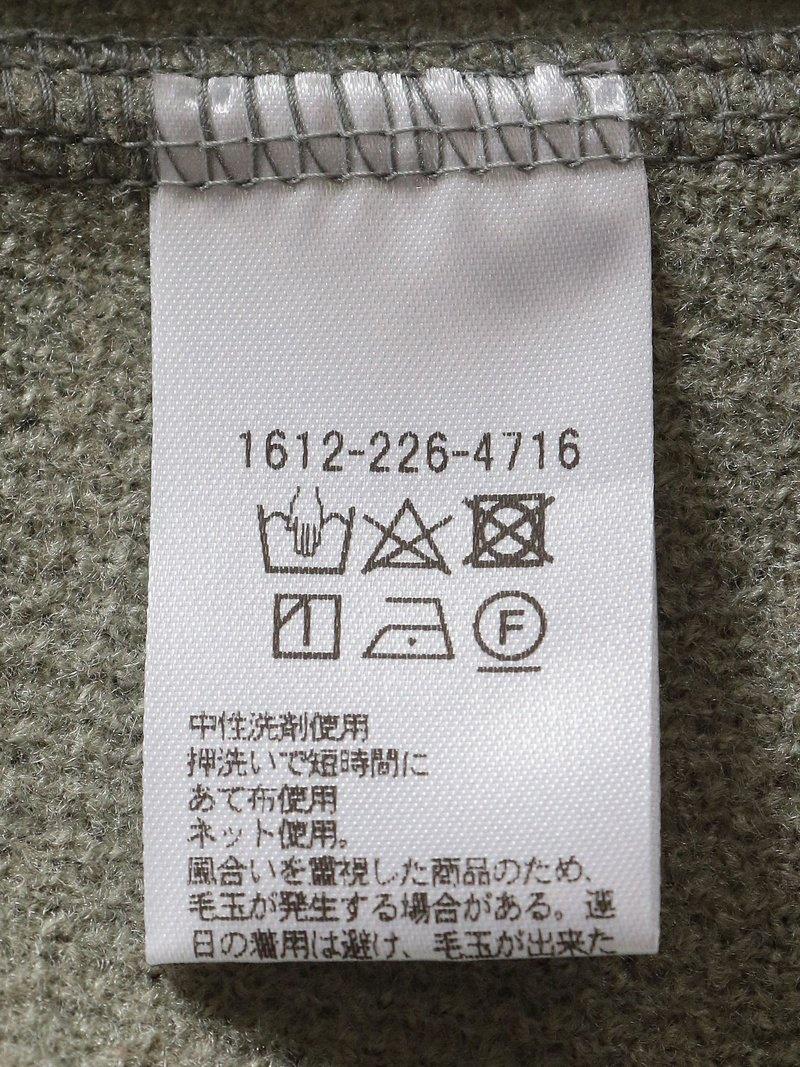 1612-226-4716
F
中性洗剤使用
押洗いで短時間に
あて布使用
ネット使用。
風合いを重視した商品のため、
毛玉が発生する場合がある。連
日の着用は避け、毛玉が出来た